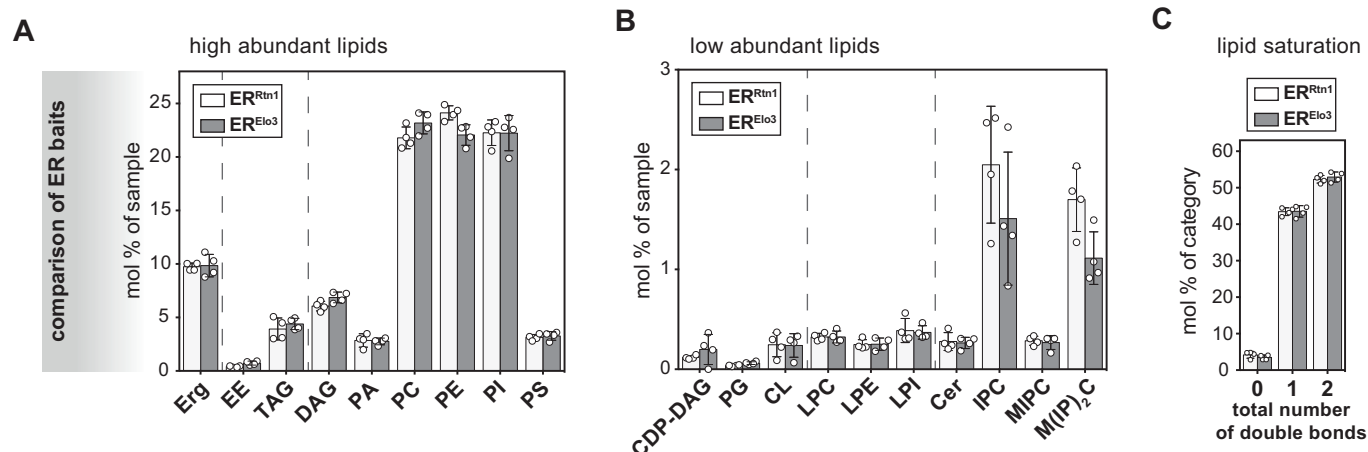 A
high abundant lipids
comparison of ER baits
mol % of sample
25
20
15
10
5
0
ER^Rtn1
ER^Elo3
Erg
EE
TAG
DAG
PA
PC
PE
PI
PS
B
low abundant lipids
mol % of sample
3
2
1
0
ER^Rtn1
ER^Elo3
CDP-DAG
PG
CL
LPC
LPE
LPI
Cer
IPC
MIPC
M(IP)₂C
C
lipid saturation
ER^Rtn1
ER^Elo3
mol % of category
60
50
40
30
20
10
0
0 1 2
total number
of double bonds